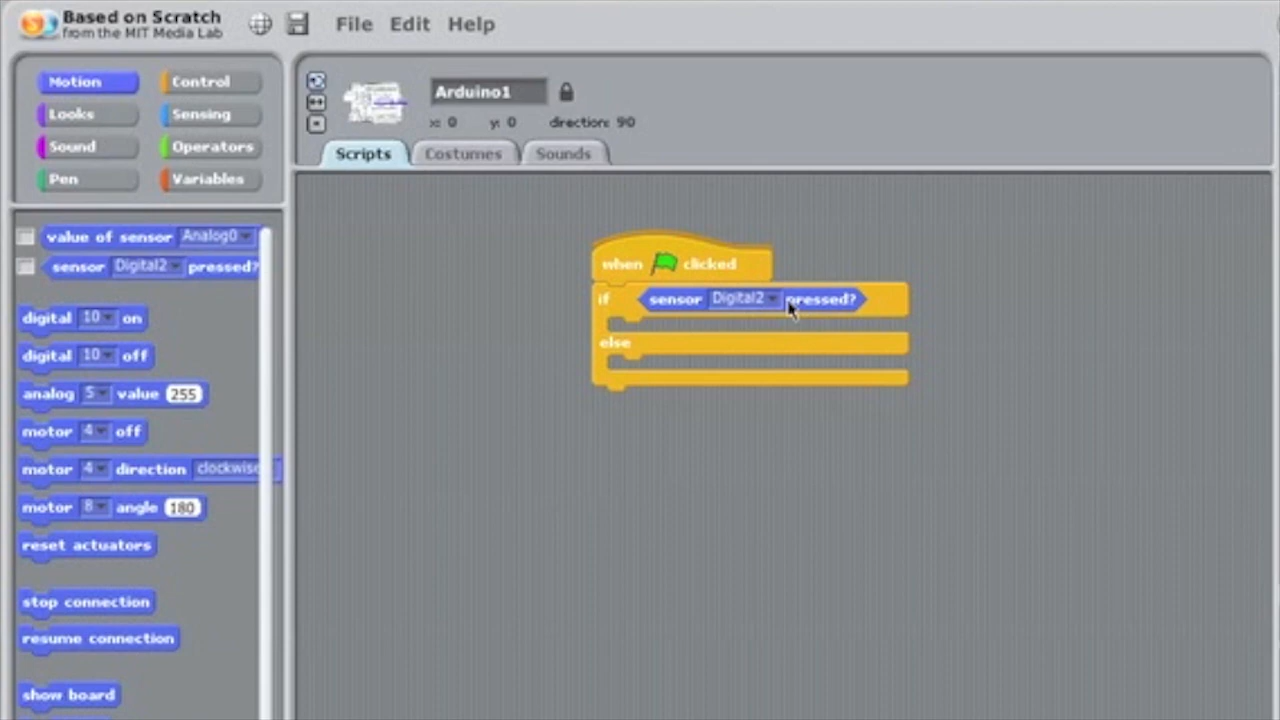 Based on Scratch
from the MIT Media Lab
File Edit Help
Motion Control
Looks Sensing
Sound Operators
Pen Variables
Arduino1
x: 0 y: 0 direction: 90
Scripts Costumes Sounds
value of sensor Analog0
sensor Digital2 pressed?
digital 10 on
digital 10 off
analog 5 value 255
motor 4 off
motor 4 direction clockwise
motor 8 angle 180
reset actuators
stop connection
resume connection
show board
when clicked
if sensor Digital2 pressed?
else